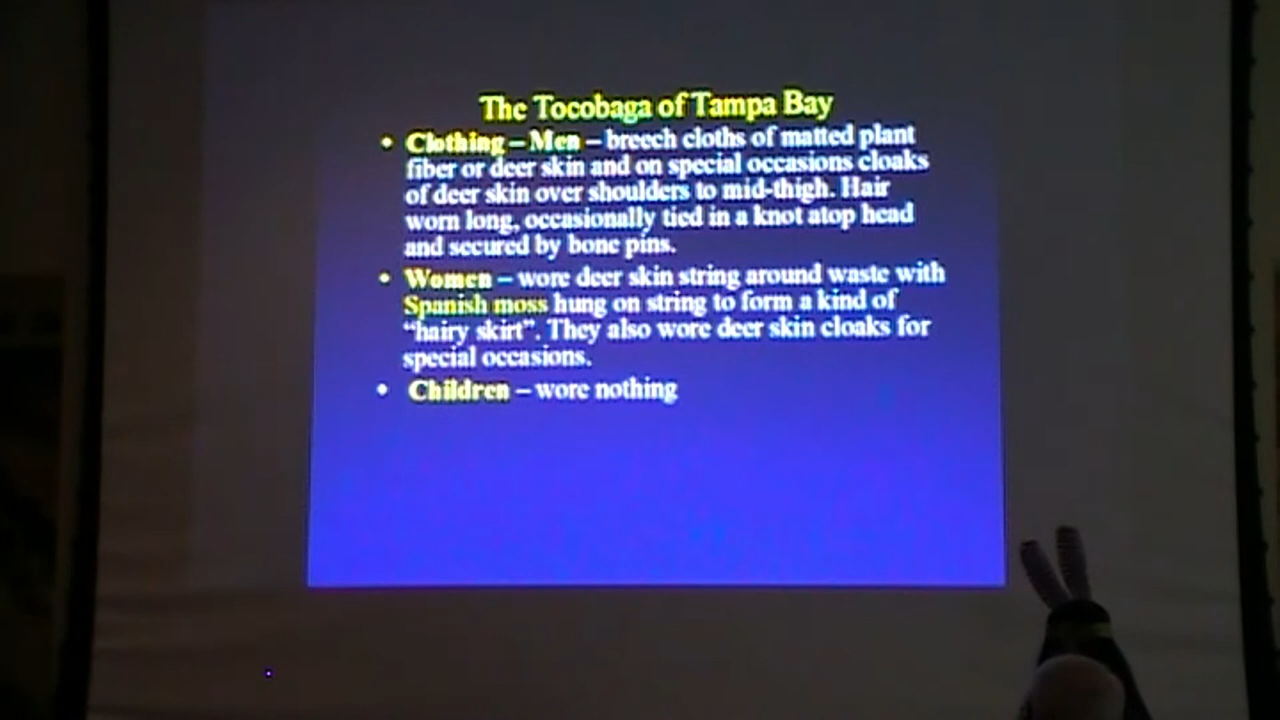 The Tocobaga of Tampa Bay
• Clothing – Men – breech cloths of matted plant
fiber or deer skin and on special occasions cloaks
of deer skin over shoulders to mid-thigh. Hair
worn long, occasionally tied in a knot atop head
and secured by bone pins.
• Women – wore deer skin string around waste with
Spanish moss hung on string to form a kind of
“hairy skirt”. They also wore deer skin cloaks for
special occasions.
• Children – wore nothing